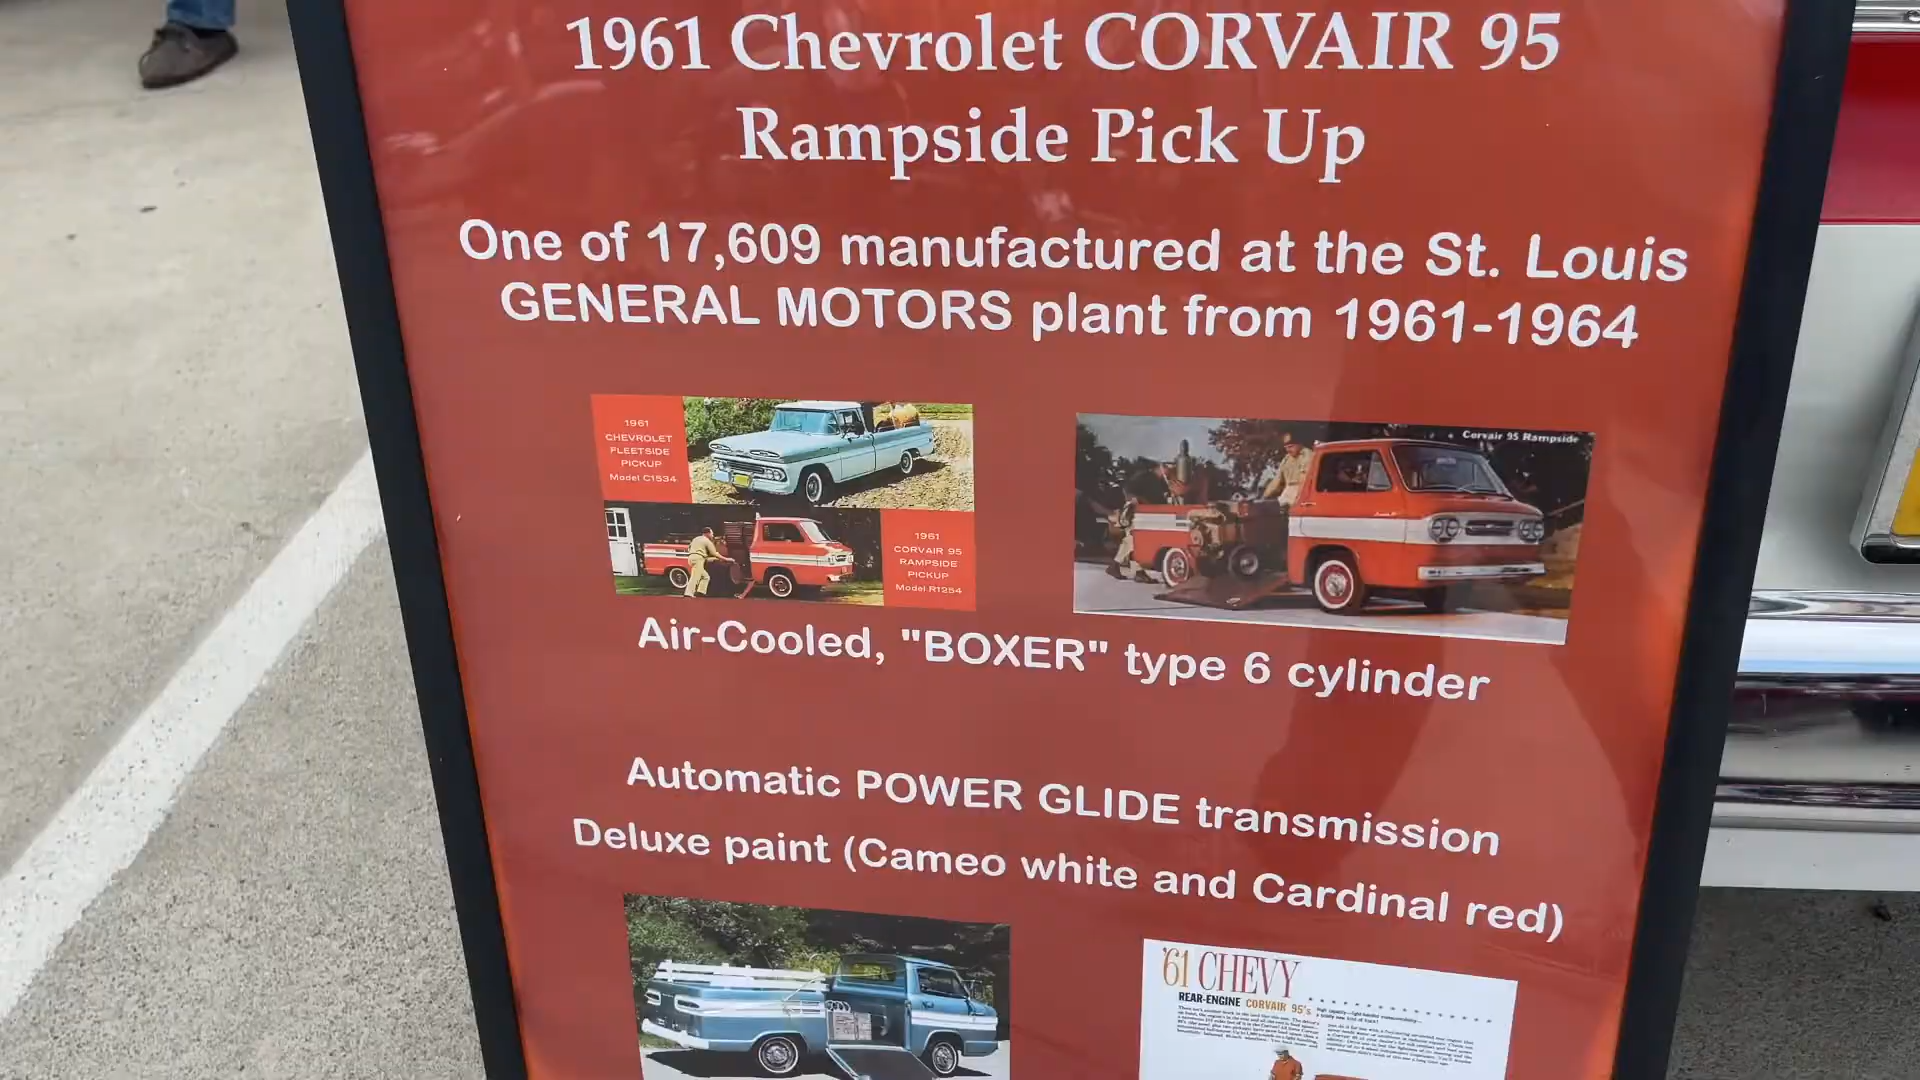 1961 Chevrolet CORVAIR 95
Rampside Pick Up
One of 17,609 manufactured at the St. Louis
GENERAL MOTORS plant from 1961-1964
1961
CHEVROLET
FLEETSIDE
PICKUP
Model C1534
1961
CORVAIR 95
RAMPSIDE
PICKUP
Model R1254
Corvair 95 Rampside
Air-Cooled, "BOXER" type 6 cylinder
Automatic POWER GLIDE transmission
Deluxe paint (Cameo white and Cardinal red)
'61 CHEVY
REAR-ENGINE CORVAIR 95's